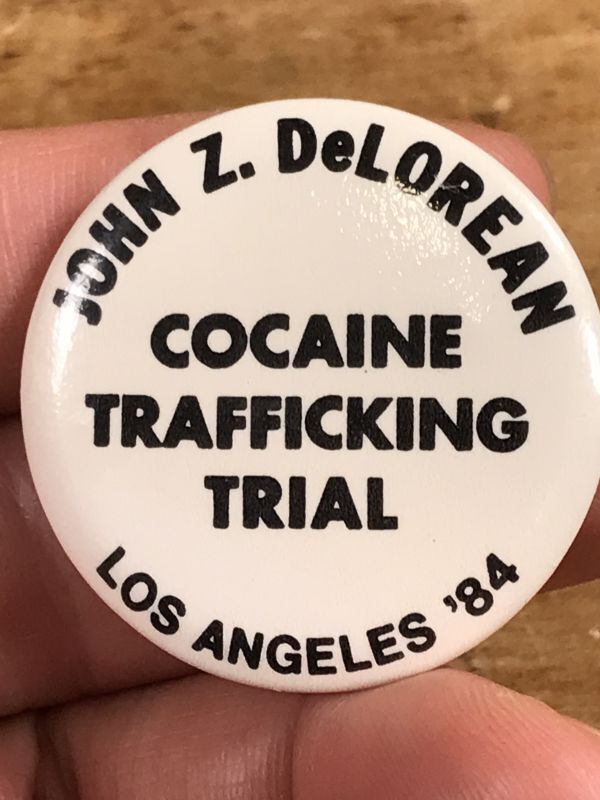 JOHN Z. DeLOREAN
COCAINE
TRAFFICKING
TRIAL
LOS ANGELES '84